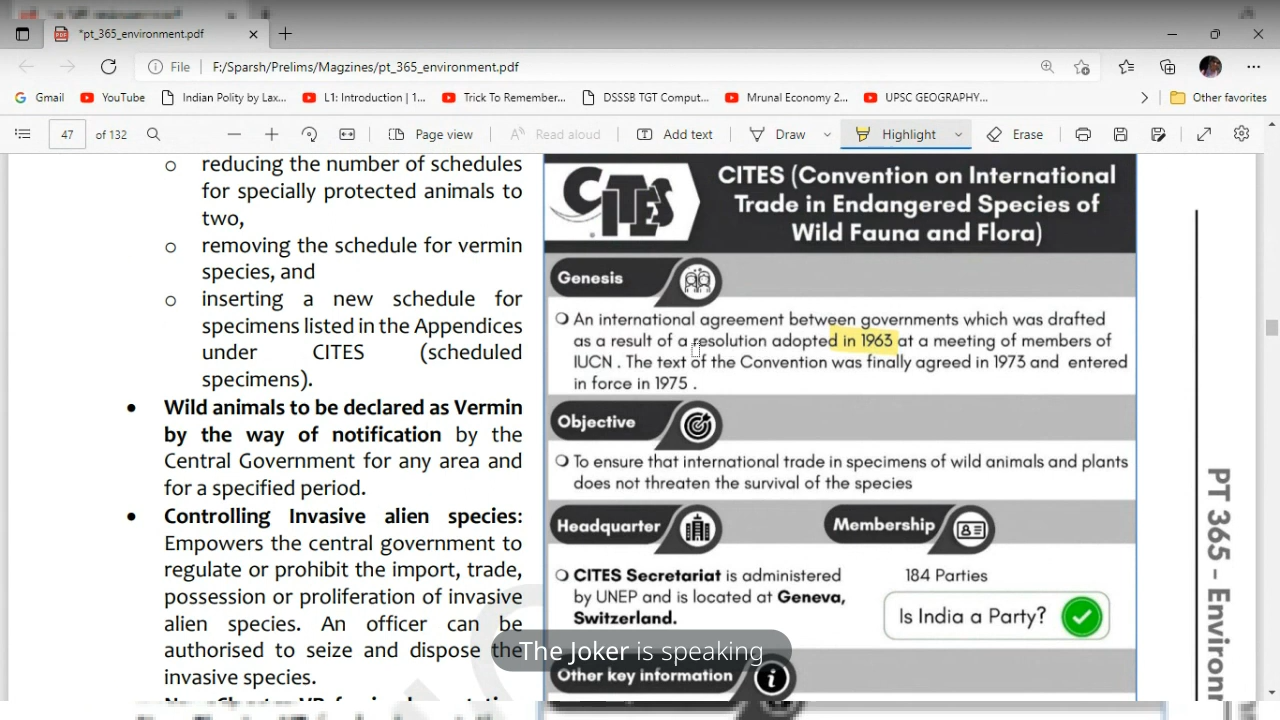 *pt_365_environment.pdf
File
F:/Sparsh/Prelims/Magzines/pt_365_environment.pdf
Gmail
YouTube
Indian Polity by Lax...
L1: Introduction | 1...
Trick To Remember...
DSSSB TGT Comput...
Mrunal Economy 2...
UPSC GEOGRAPHY...
Other favorites
47 of 132
Page view
Read aloud
Add text
Draw
Highlight
Erase
reducing the number of schedules
for specially protected animals to
two,
removing the schedule for vermin
species, and
inserting a new schedule for
specimens listed in the Appendices
under CITES (scheduled
specimens).
Wild animals to be declared as Vermin
by the way of notification by the
Central Government for any area and
for a specified period.
Controlling Invasive alien species:
Empowers the central government to
regulate or prohibit the import, trade,
possession or proliferation of invasive
alien species. An officer can be
authorised to seize and dispose the
invasive species.
CITES
CITES (Convention on International
Trade in Endangered Species of
Wild Fauna and Flora)
Genesis
An international agreement between governments which was drafted
as a result of a resolution adopted in 1963 at a meeting of members of
IUCN . The text of the Convention was finally agreed in 1973 and entered
in force in 1975 .
Objective
To ensure that international trade in specimens of wild animals and plants
does not threaten the survival of the species
Headquarter
Membership
CITES Secretariat is administered
by UNEP and is located at Geneva,
Switzerland.
184 Parties
Is India a Party?
Other key information
The Joker is speaking
PT 365 - Environ